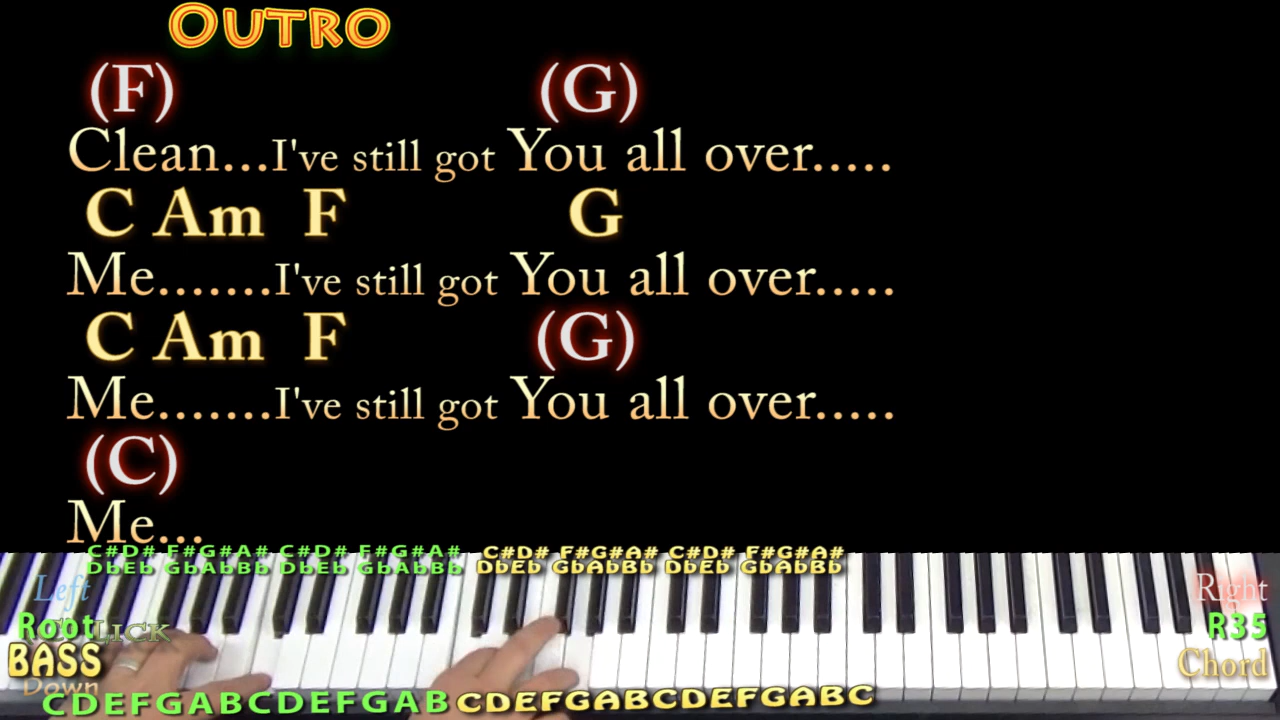 OUTRO
(F) (G)
Clean...I've still got You all over.....
C Am F G
Me.......I've still got You all over.....
C Am F (G)
Me.......I've still got You all over.....
(C)
Me...
C#D# F#G#A# C#D# F#G#A# C#D# F#G#A# C#D# F#G#A#
DbEb GbAbBb DbEb GbAbBb DbEb GbAbBb DbEb GbAbBb
Left Right
Root LICK R35
BASS Chord
Down
CDEFGABCDEFGAB CDEFGABCDEFGABC